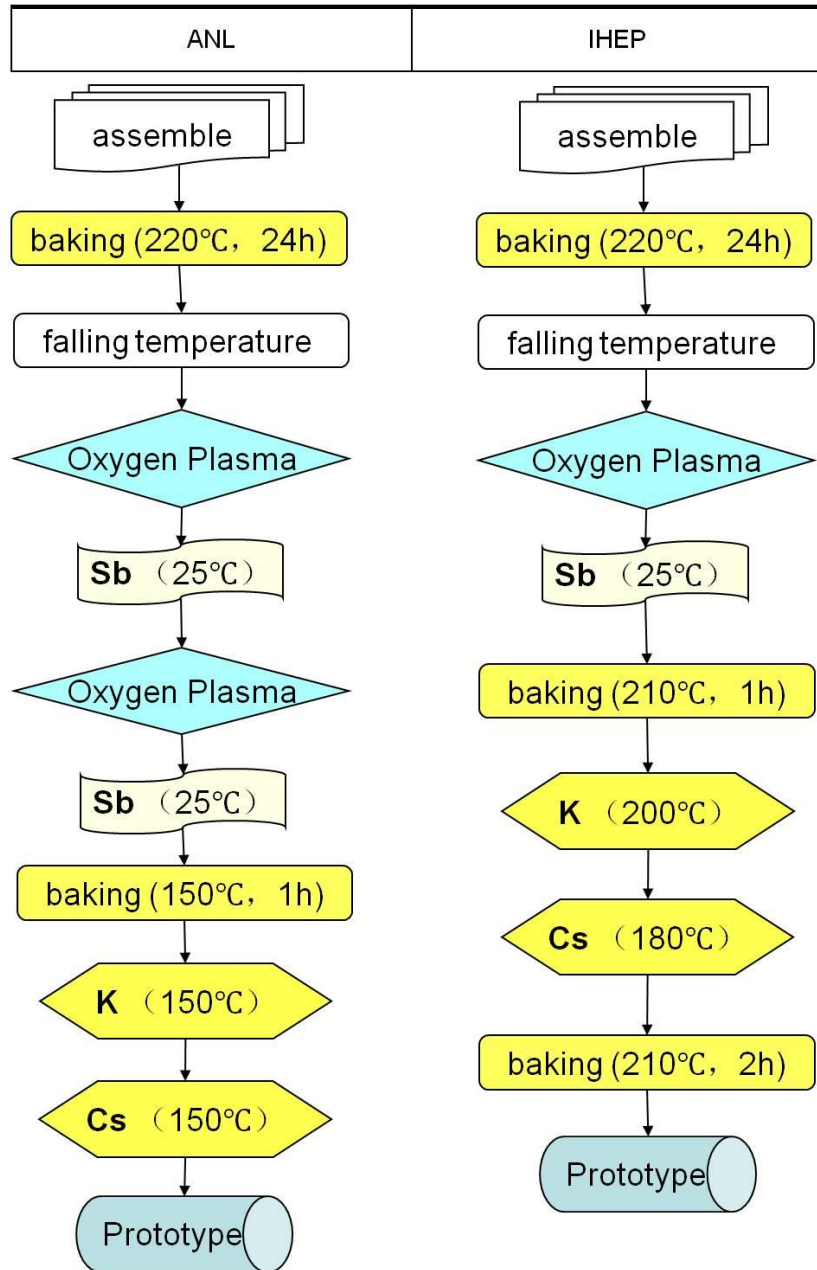 ANL
assemble
baking (220℃，24h)
falling temperature
Oxygen Plasma
Sb （25℃）
Oxygen Plasma
Sb （25℃）
baking (150℃，1h)
K （150℃）
Cs （150℃）
Prototype
IHEP
assemble
baking (220℃，24h)
falling temperature
Oxygen Plasma
Sb （25℃）
baking (210℃，1h)
K （200℃）
Cs （180℃）
baking (210℃，2h)
Prototype